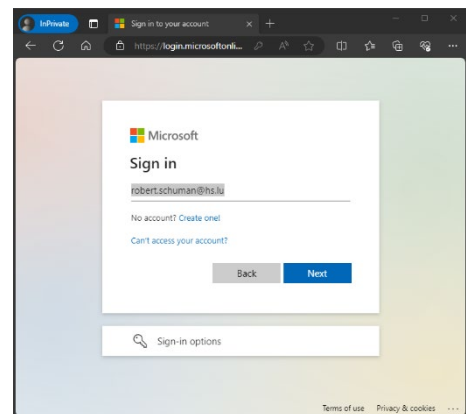 InPrivate
Sign in to your account
https://login.microsoftonli...
Microsoft
Sign in
robert.schuman@hs.lu
No account? Create one!
Can't access your account?
Back Next
Sign-in options
Terms of use Privacy & cookies ...